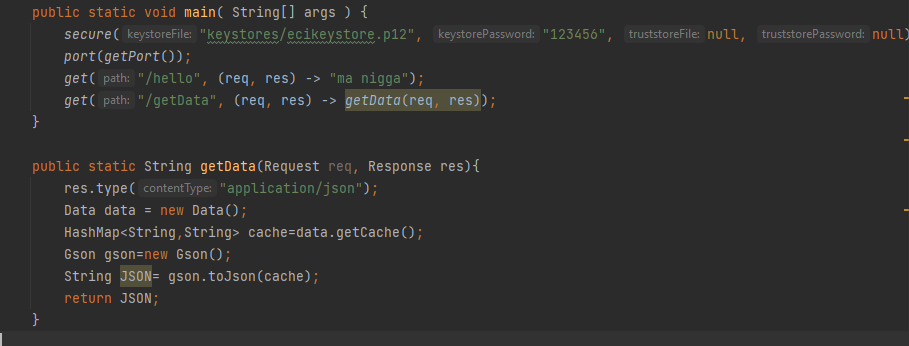 public static void main( String[] args ) {
secure( keystoreFile: "keystores/ecikeystore.p12", keystorePassword: "123456", truststoreFile: null, truststorePassword: null)
port(getPort());
get( path: "/hello", (req, res) -> "ma nigga");
get( path: "/getData", (req, res) -> getData(req, res));
}
public static String getData(Request req, Response res){
res.type( contentType: "application/json");
Data data = new Data();
HashMap<String,String> cache=data.getCache();
Gson gson=new Gson();
String JSON= gson.toJson(cache);
return JSON;
}